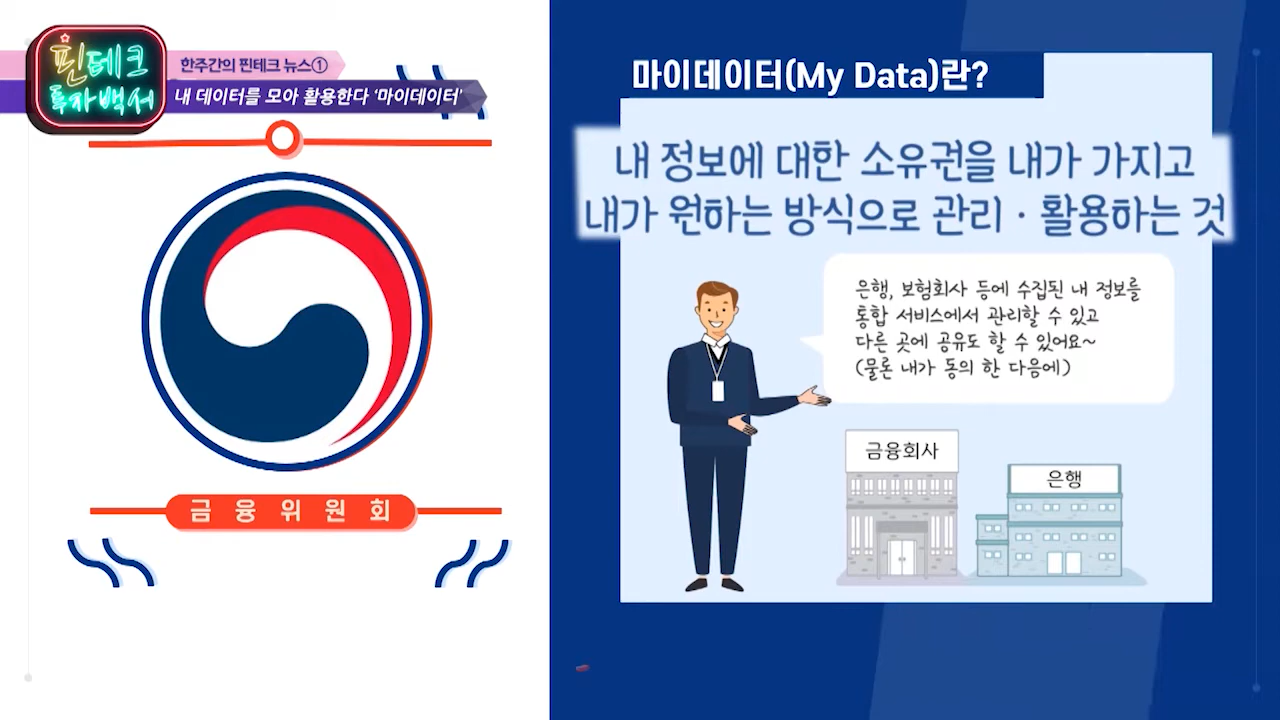 핀테크
투자백서
한주간의 핀테크 뉴스①
내 데이터를 모아 활용한다 '마이데이터'
금융위원회
마이데이터(My Data)란?
내 정보에 대한 소유권을 내가 가지고
내가 원하는 방식으로 관리·활용하는 것
은행, 보험회사 등에 수집된 내 정보를
통합 서비스에서 관리할 수 있고
다른 곳에 공유도 할 수 있어요~
(물론 내가 동의 한 다음에)
금융회사
은행